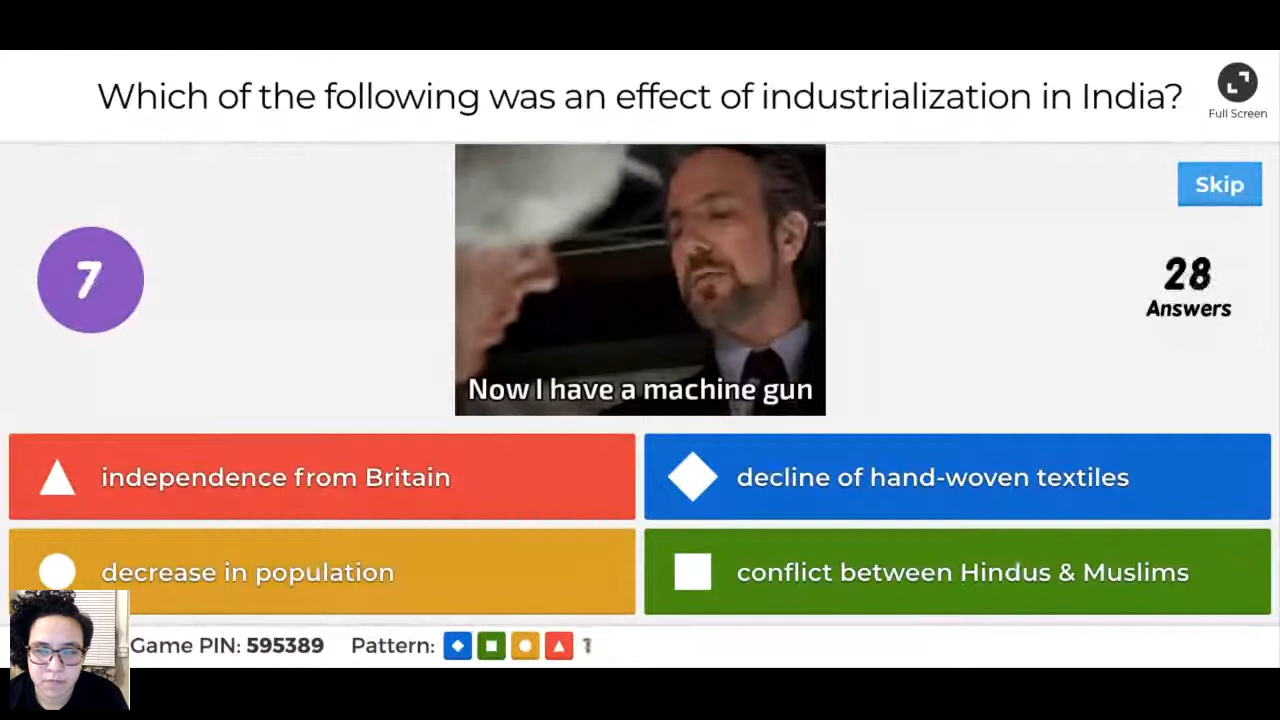 Which of the following was an effect of industrialization in India?
Full Screen
Skip
7
28
Answers
Now I have a machine gun
independence from Britain
decline of hand-woven textiles
decrease in population
conflict between Hindus & Muslims
Game PIN: 595389 Pattern: